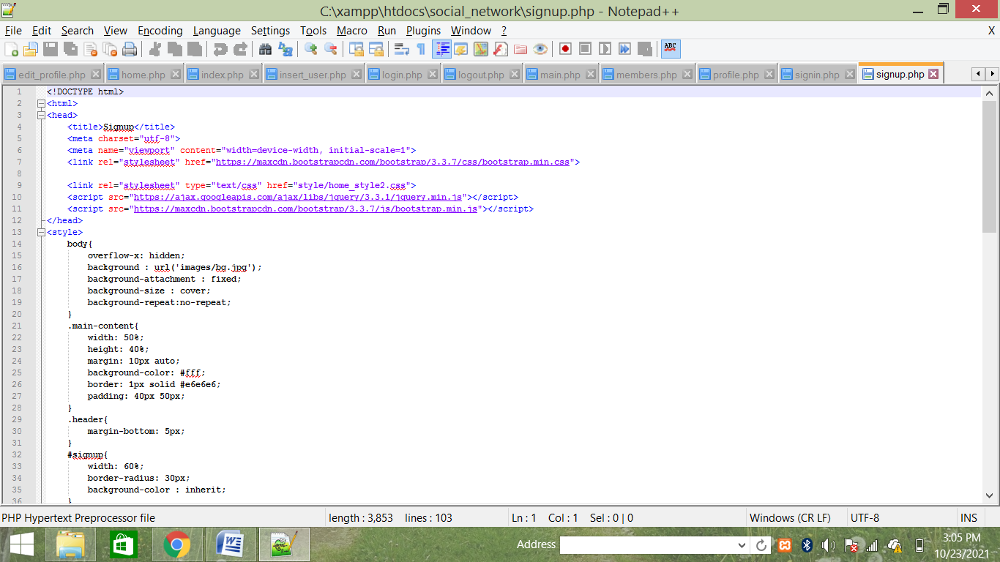 C:\xampp\htdocs\social_network\signup.php - Notepad++
File Edit Search View Encoding Language Settings Tools Macro Run Plugins Window ? X
ABC
edit_profile.php home.php index.php insert_user.php login.php logout.php main.php members.php profile.php signin.php signup.php
1 <!DOCTYPE html>
2 <html>
3 <head>
4 <title>Signup</title>
5 <meta charset="utf-8">
6 <meta name="viewport" content="width=device-width, initial-scale=1">
7 <link rel="stylesheet" href="https://maxcdn.bootstrapcdn.com/bootstrap/3.3.7/css/bootstrap.min.css">
8
9 <link rel="stylesheet" type="text/css" href="style/home_style2.css">
10 <script src="https://ajax.googleapis.com/ajax/libs/jquery/3.3.1/jquery.min.js"></script>
11 <script src="https://maxcdn.bootstrapcdn.com/bootstrap/3.3.7/js/bootstrap.min.js"></script>
12 </head>
13 <style>
14 body{
15 overflow-x: hidden;
16 background : url('images/bg.jpg');
17 background-attachment : fixed;
18 background-size : cover;
19 background-repeat:no-repeat;
20 }
21 .main-content{
22 width: 50%;
23 height: 40%;
24 margin: 10px auto;
25 background-color: #fff;
26 border: 1px solid #e6e6e6;
27 padding: 40px 50px;
28 }
29 .header{
30 margin-bottom: 5px;
31 }
32 #signup{
33 width: 60%;
34 border-radius: 30px;
35 background-color : inherit;
36 }
PHP Hypertext Preprocessor file length : 3,853 lines : 103 Ln : 1 Col : 1 Sel : 0 | 0 Windows (CR LF) UTF-8 INS
Address
3:05 PM
10/23/2021